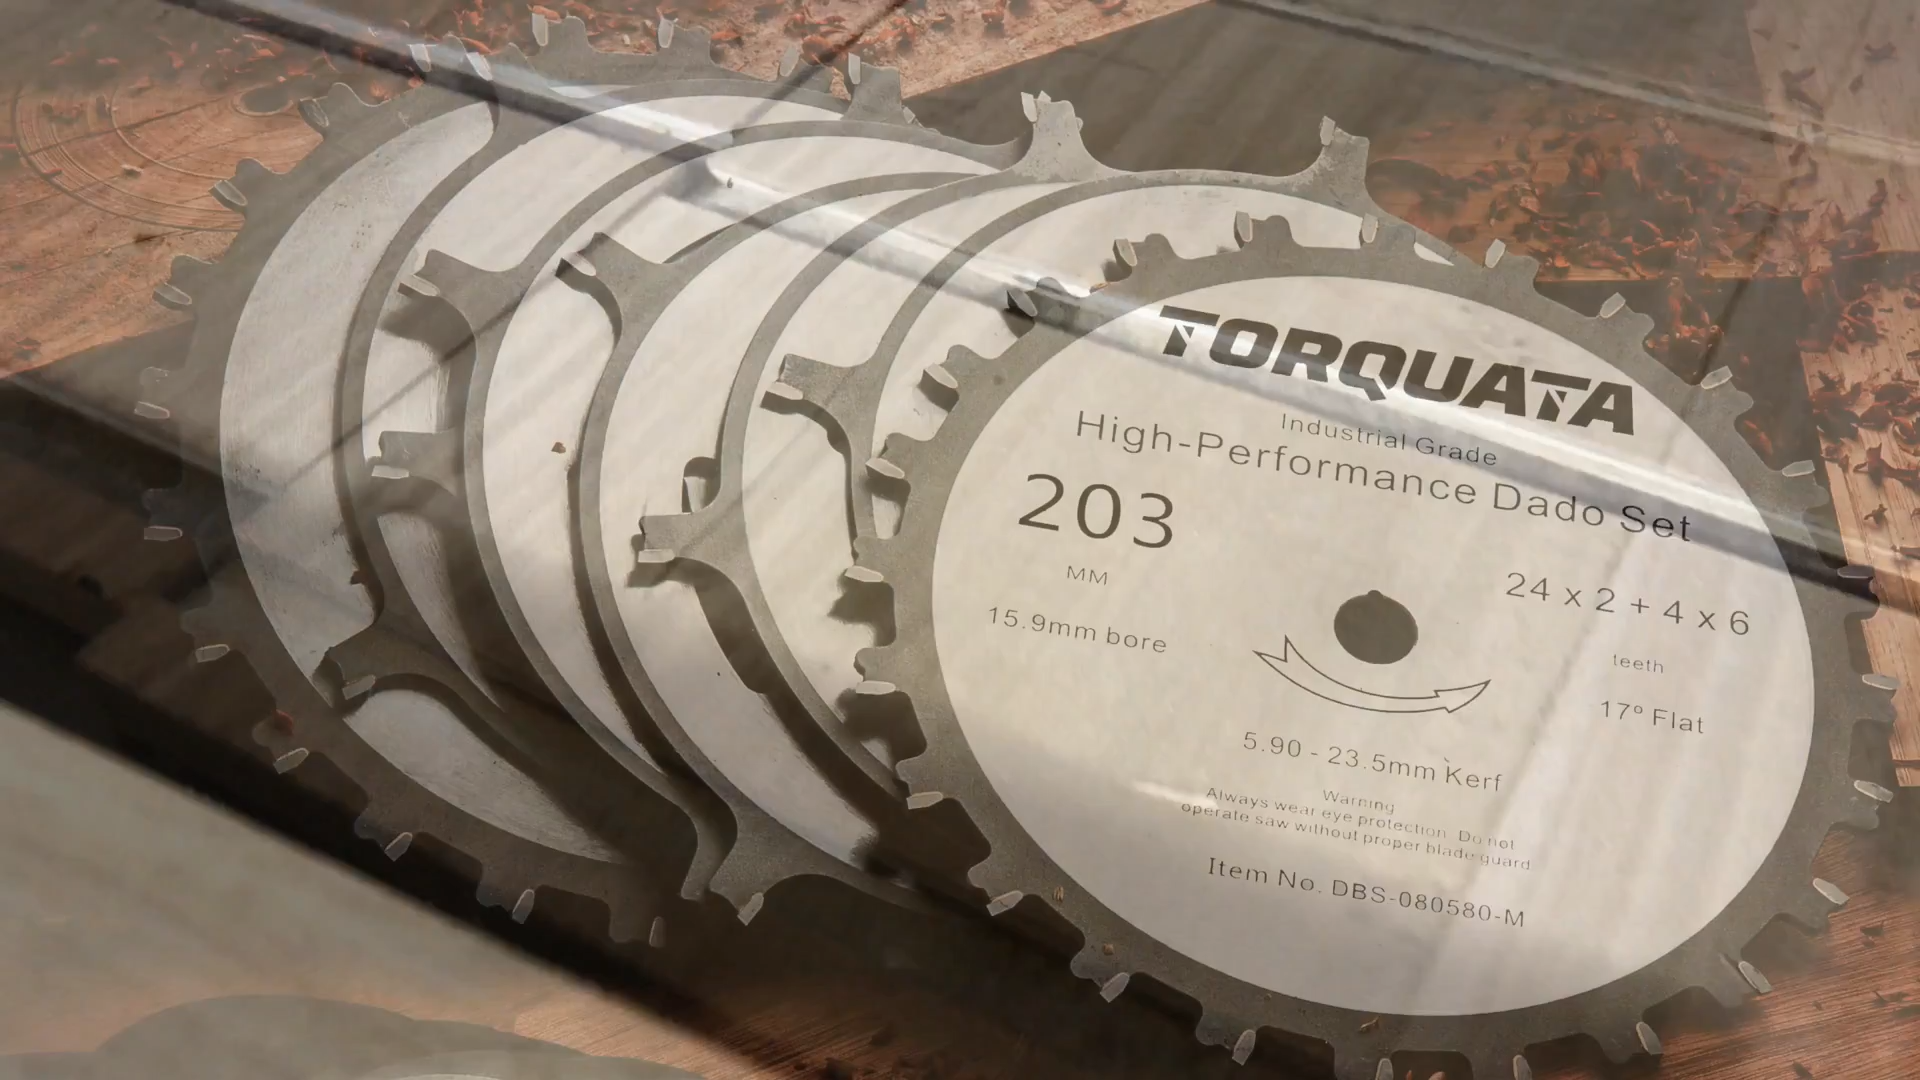 TORQUATA
Industrial Grade
High-Performance Dado Set
203
MM
15.9mm bore
24 x 2 + 4 x 6
teeth
17º Flat
5.90 - 23.5mm Kerf
Warning
Always wear eye protection. Do not
operate saw without proper blade guard
Item No. DBS-080580-M